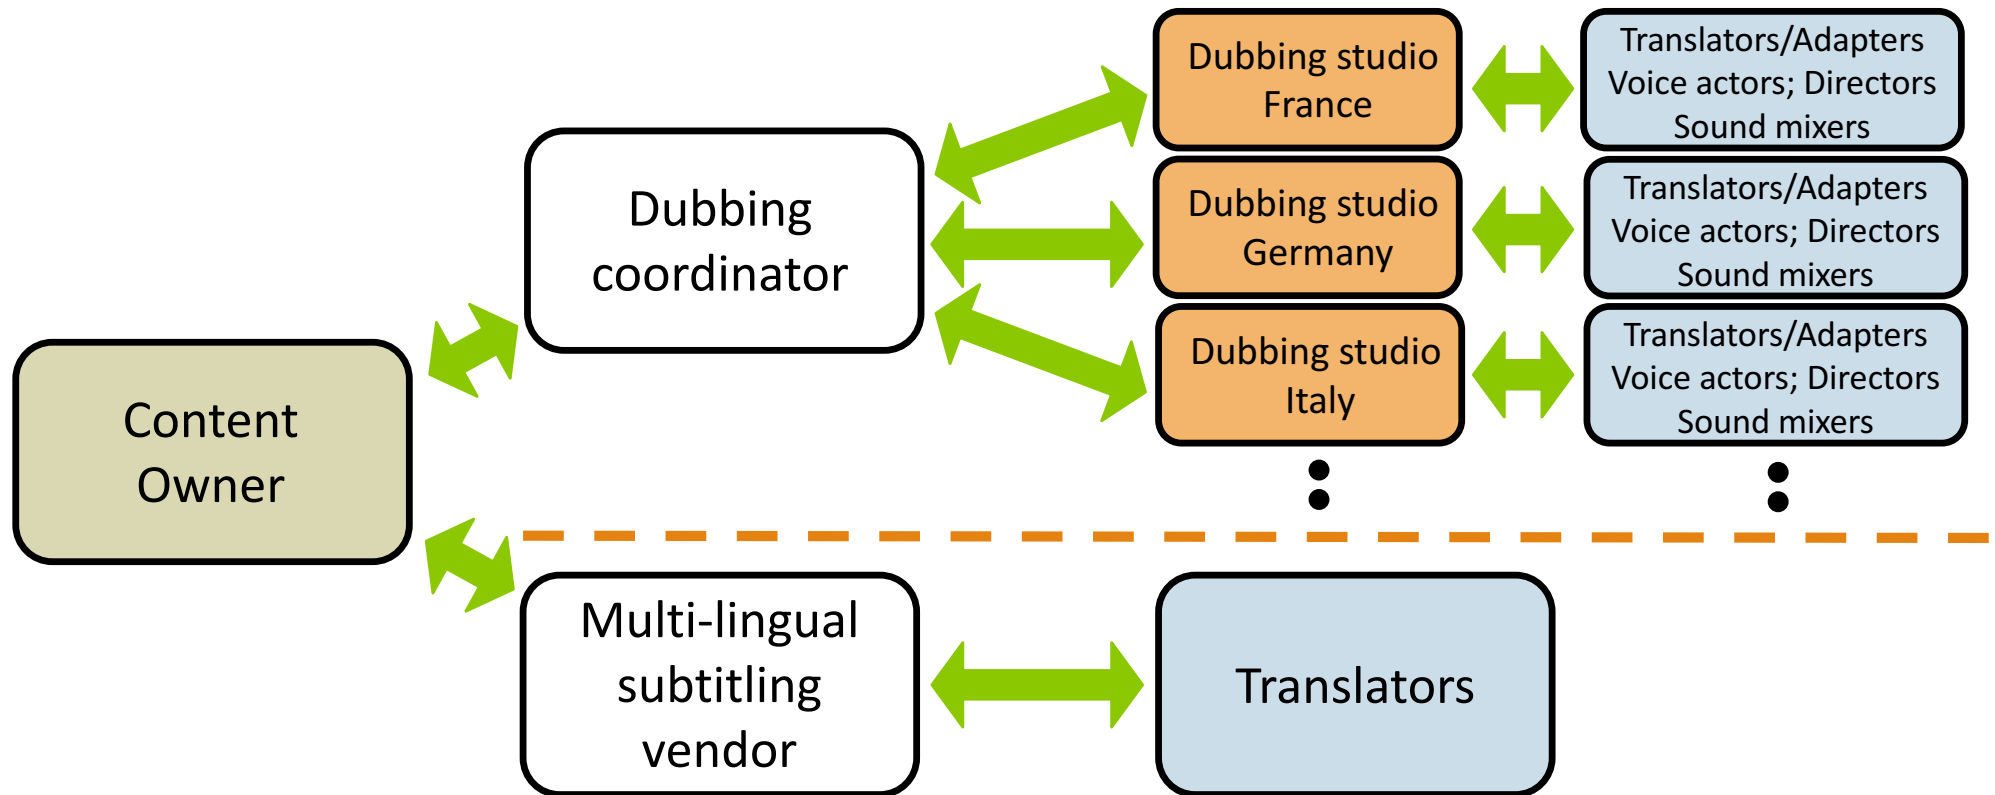 Dubbing studio
France
Translators/Adapters
Voice actors; Directors
Sound mixers
Dubbing
coordinator
Dubbing studio
Germany
Translators/Adapters
Voice actors; Directors
Sound mixers
Dubbing studio
Italy
Translators/Adapters
Voice actors; Directors
Sound mixers
Content
Owner
Multi-lingual
subtitling
vendor
Translators